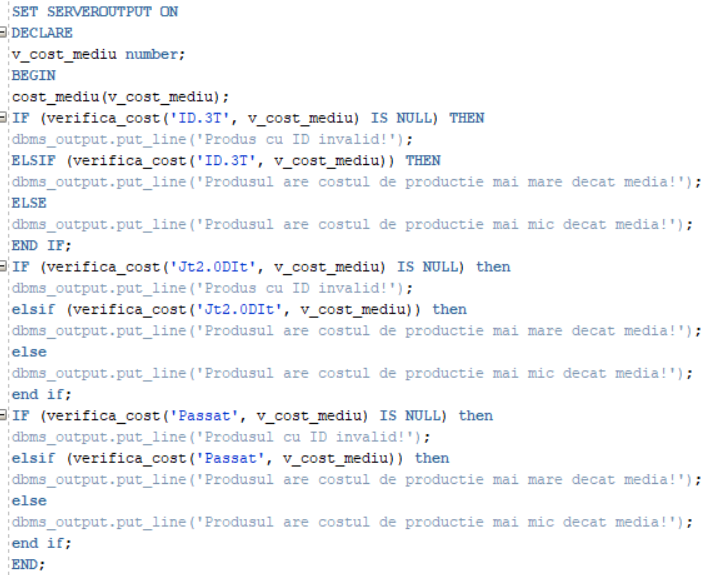 SET SERVEROUTPUT ON
DECLARE
v_cost_mediu number;
BEGIN
cost_mediu(v_cost_mediu);
IF (verifica_cost('ID.3T', v_cost_mediu) IS NULL) THEN
dbms_output.put_line('Produs cu ID invalid!');
ELSIF (verifica_cost('ID.3T', v_cost_mediu)) THEN
dbms_output.put_line('Produsul are costul de productie mai mare decat media!');
ELSE
dbms_output.put_line('Produsul are costul de productie mai mic decat media!');
END IF;
IF (verifica_cost('Jt2.0DIt', v_cost_mediu) IS NULL) then
dbms_output.put_line('Produs cu ID invalid!');
elsif (verifica_cost('Jt2.0DIt', v_cost_mediu)) then
dbms_output.put_line('Produsul are costul de productie mai mare decat media!');
else
dbms_output.put_line('Produsul are costul de productie mai mic decat media!');
end if;
IF (verifica_cost('Passat', v_cost_mediu) IS NULL) then
dbms_output.put_line('Produsul cu ID invalid!');
elsif (verifica_cost('Passat', v_cost_mediu)) then
dbms_output.put_line('Produsul are costul de productie mai mare decat media!');
else
dbms_output.put_line('Produsul are costul de productie mai mic decat media!');
end if;
END;